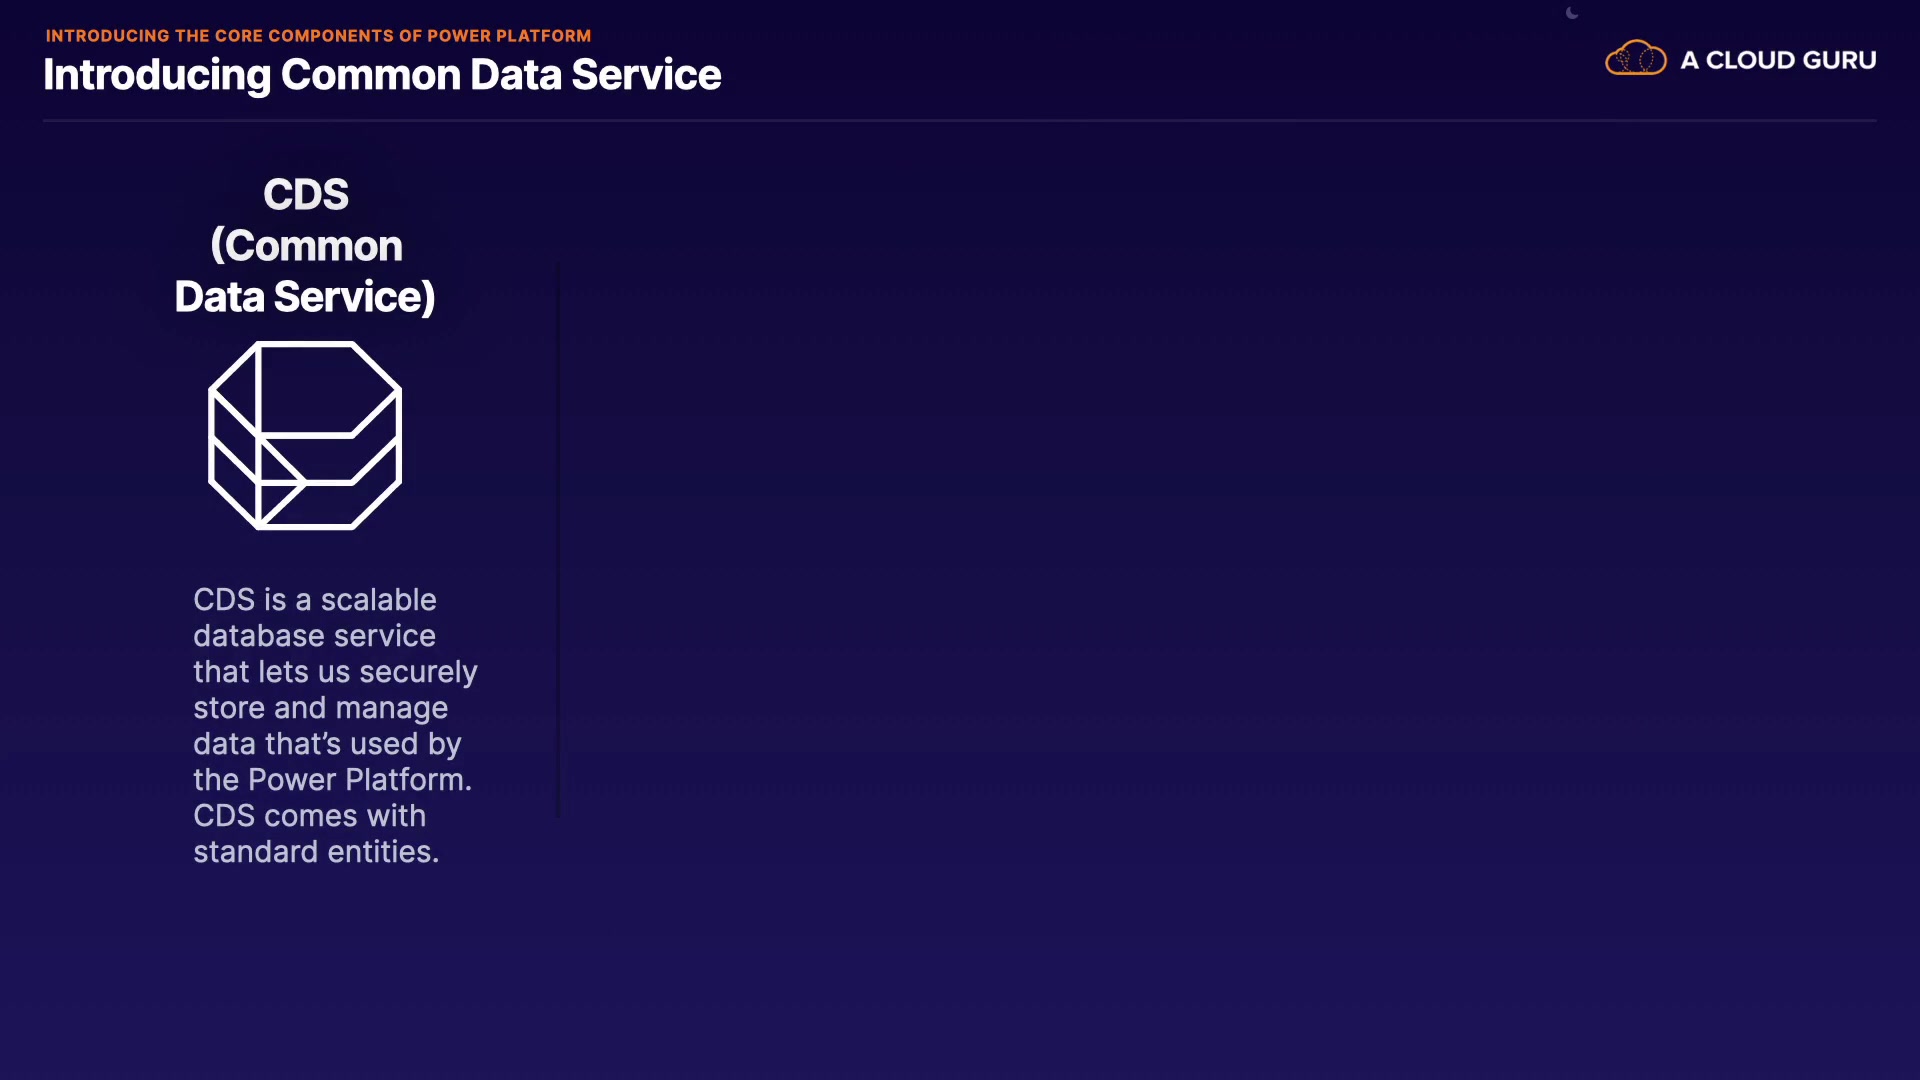 INTRODUCING THE CORE COMPONENTS OF POWER PLATFORM
Introducing Common Data Service
A CLOUD GURU
CDS
(Common
Data Service)
CDS is a scalable
database service
that lets us securely
store and manage
data that’s used by
the Power Platform.
CDS comes with
standard entities.